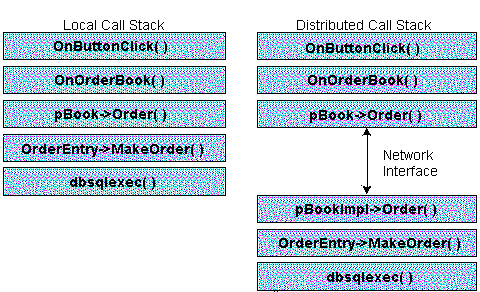 Local Call Stack
OnButtonClick( )
OnOrderBook( )
pBook->Order( )
OrderEntry->MakeOrder( )
dbsqlexec( )
Distributed Call Stack
OnButtonClick( )
OnOrderBook( )
pBook->Order( )
Network
Interface
pBookImpl->Order( )
OrderEntry->MakeOrder( )
dbsqlexec( )